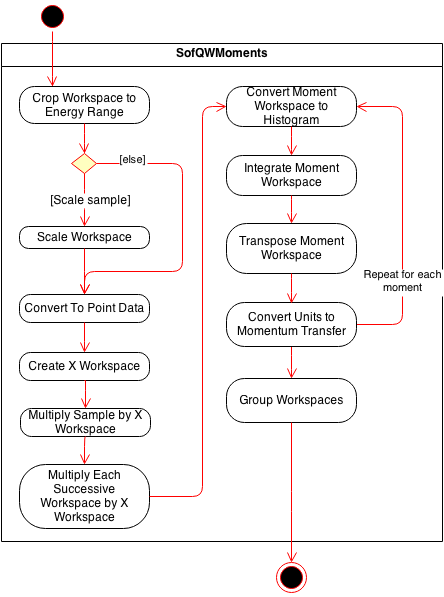 SofQWMoments
Crop Workspace to
Energy Range
[else]
[Scale sample]
Scale Workspace
Convert To Point Data
Create X Workspace
Multiply Sample by X
Workspace
Multiply Each
Successive
Workspace by X
Workspace
Convert Moment
Workspace to
Histogram
Integrate Moment
Workspace
Transpose Moment
Workspace
Repeat for each
moment
Convert Units to
Momentum Transfer
Group Workspaces